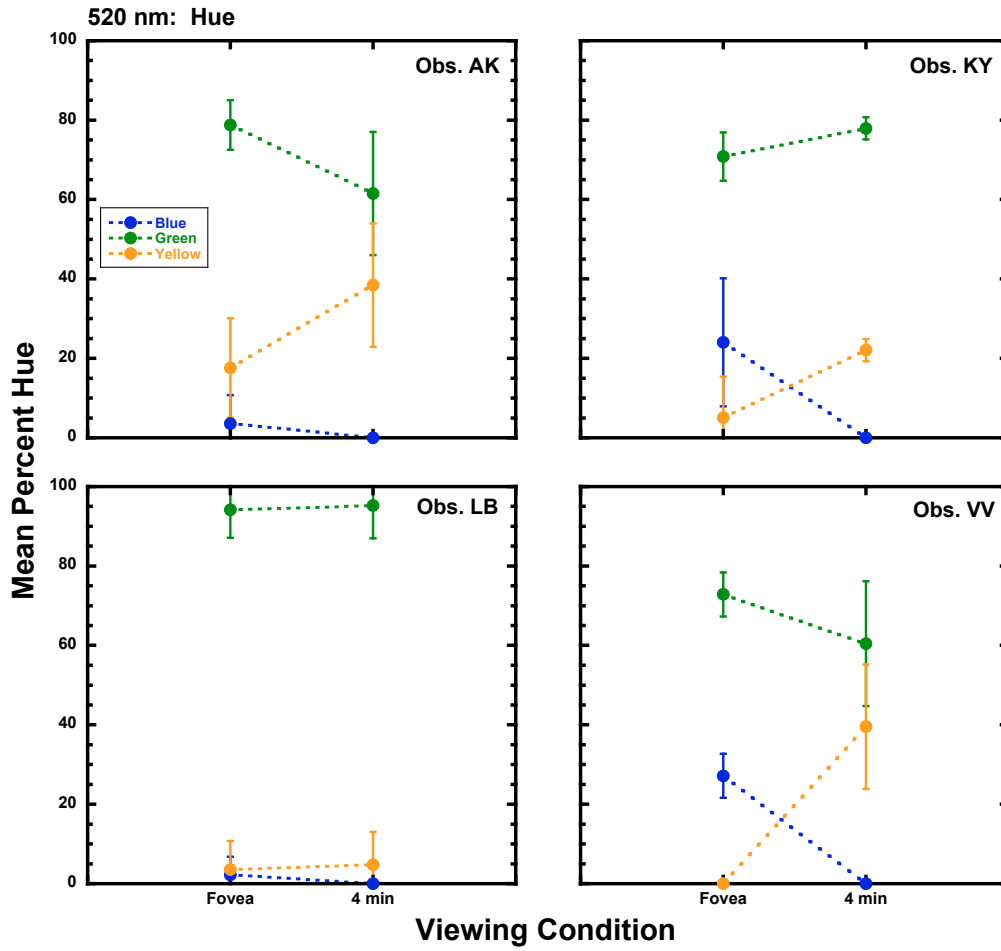 520 nm: Hue
Mean Percent Hue
100
80
60
40
20
0
Obs. AK
Blue
Green
Yellow
Obs. KY
100
80
60
40
20
0
Obs. LB
Fovea
4 min
Obs. VV
Fovea
4 min
Viewing Condition